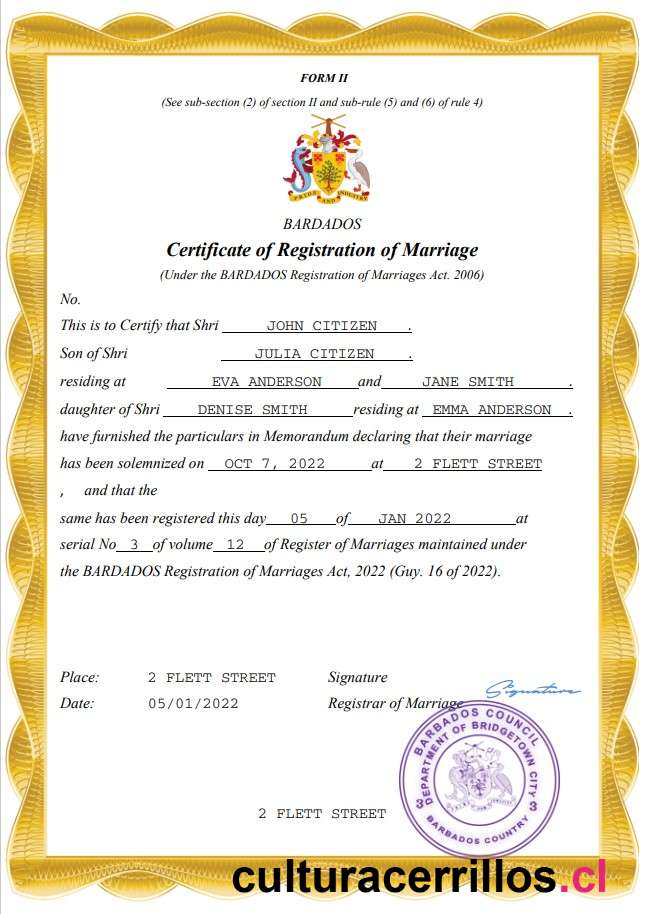 FORM II
(See sub-section (2) of section II and sub-rule (5) and (6) of rule 4)
PRIDE AND INDUSTRY
BARDADOS
Certificate of Registration of Marriage
(Under the BARDADOS Registration of Marriages Act. 2006)
No.
This is to Certify that Shri JOHN CITIZEN .
Son of Shri JULIA CITIZEN .
residing at EVA ANDERSON and JANE SMITH .
daughter of Shri DENISE SMITH residing at EMMA ANDERSON .
have furnished the particulars in Memorandum declaring that their marriage
has been solemnized on OCT 7, 2022 at 2 FLETT STREET
, and that the
same has been registered this day 05 of JAN 2022 at
serial No 3 of volume 12 of Register of Marriages maintained under
the BARDADOS Registration of Marriages Act, 2022 (Guy. 16 of 2022).
Place: 2 FLETT STREET Signature Signature
Date: 05/01/2022 Registrar of Marriage
BARBADOS COUNCIL
DEPARTMENT OF BRIDGETOWN CITY
3 3
BARBADOS COUNTRY
2 FLETT STREET
culturacerrillos.cl